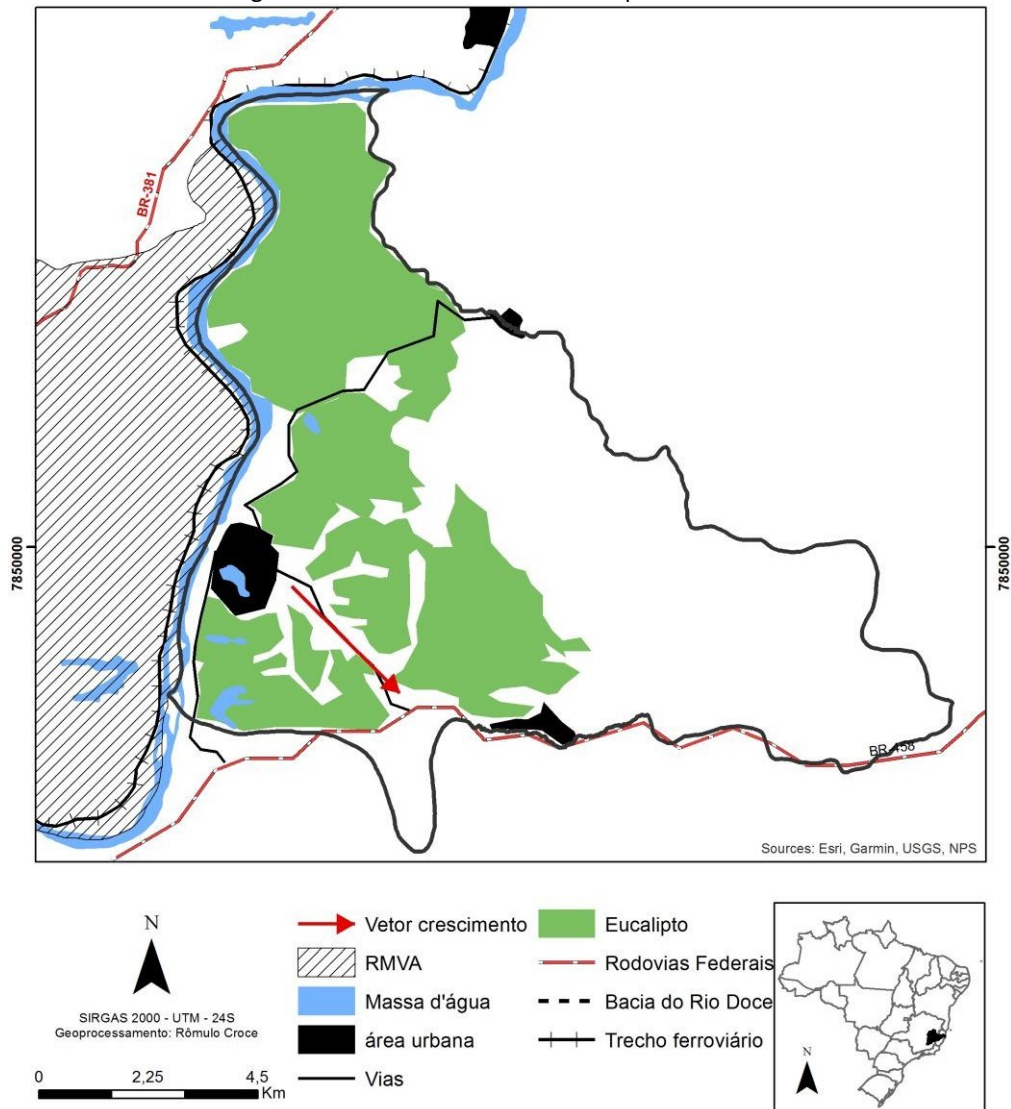 BR-381
7850000
7850000
BR-458
Sources: Esri, Garmin, USGS, NPS
N
SIRGAS 2000 - UTM - 24S
Geoprocessamento: Rômulo Croce
0 2,25 4,5
Km
Vetor crescimento
RMVA
Massa d'água
área urbana
Vias
Eucalipto
Rodovias Federais
Bacia do Rio Doce
Trecho ferroviário
N